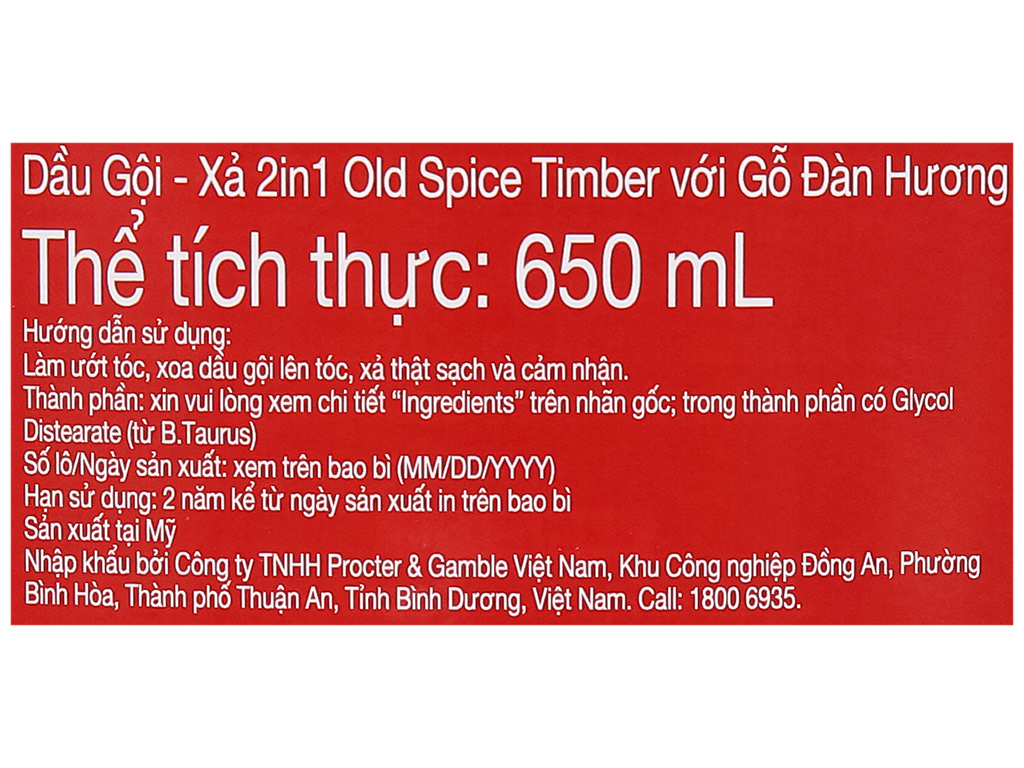 Dầu Gội - Xả 2in1 Old Spice Timber với Gỗ Đàn Hương
Thể tích thực: 650 mL
Hướng dẫn sử dụng:
Làm ướt tóc, xoa dầu gội lên tóc, xả thật sạch và cảm nhận.
Thành phần: xin vui lòng xem chi tiết “Ingredients” trên nhãn gốc; trong thành phần có Glycol
Distearate (từ B.Taurus)
Số lô/Ngày sản xuất: xem trên bao bì (MM/DD/YYYY)
Hạn sử dụng: 2 năm kể từ ngày sản xuất in trên bao bì
Sản xuất tại Mỹ
Nhập khẩu bởi Công ty TNHH Procter & Gamble Việt Nam, Khu Công nghiệp Đồng An, Phường
Bình Hòa, Thành phố Thuận An, Tỉnh Bình Dương, Việt Nam. Call: 1800 6935.